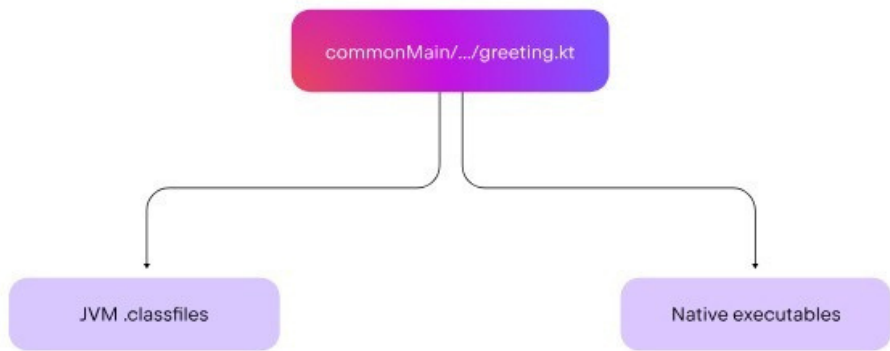 commonMain/.../greeting.kt
JVM .classfiles
Native executables